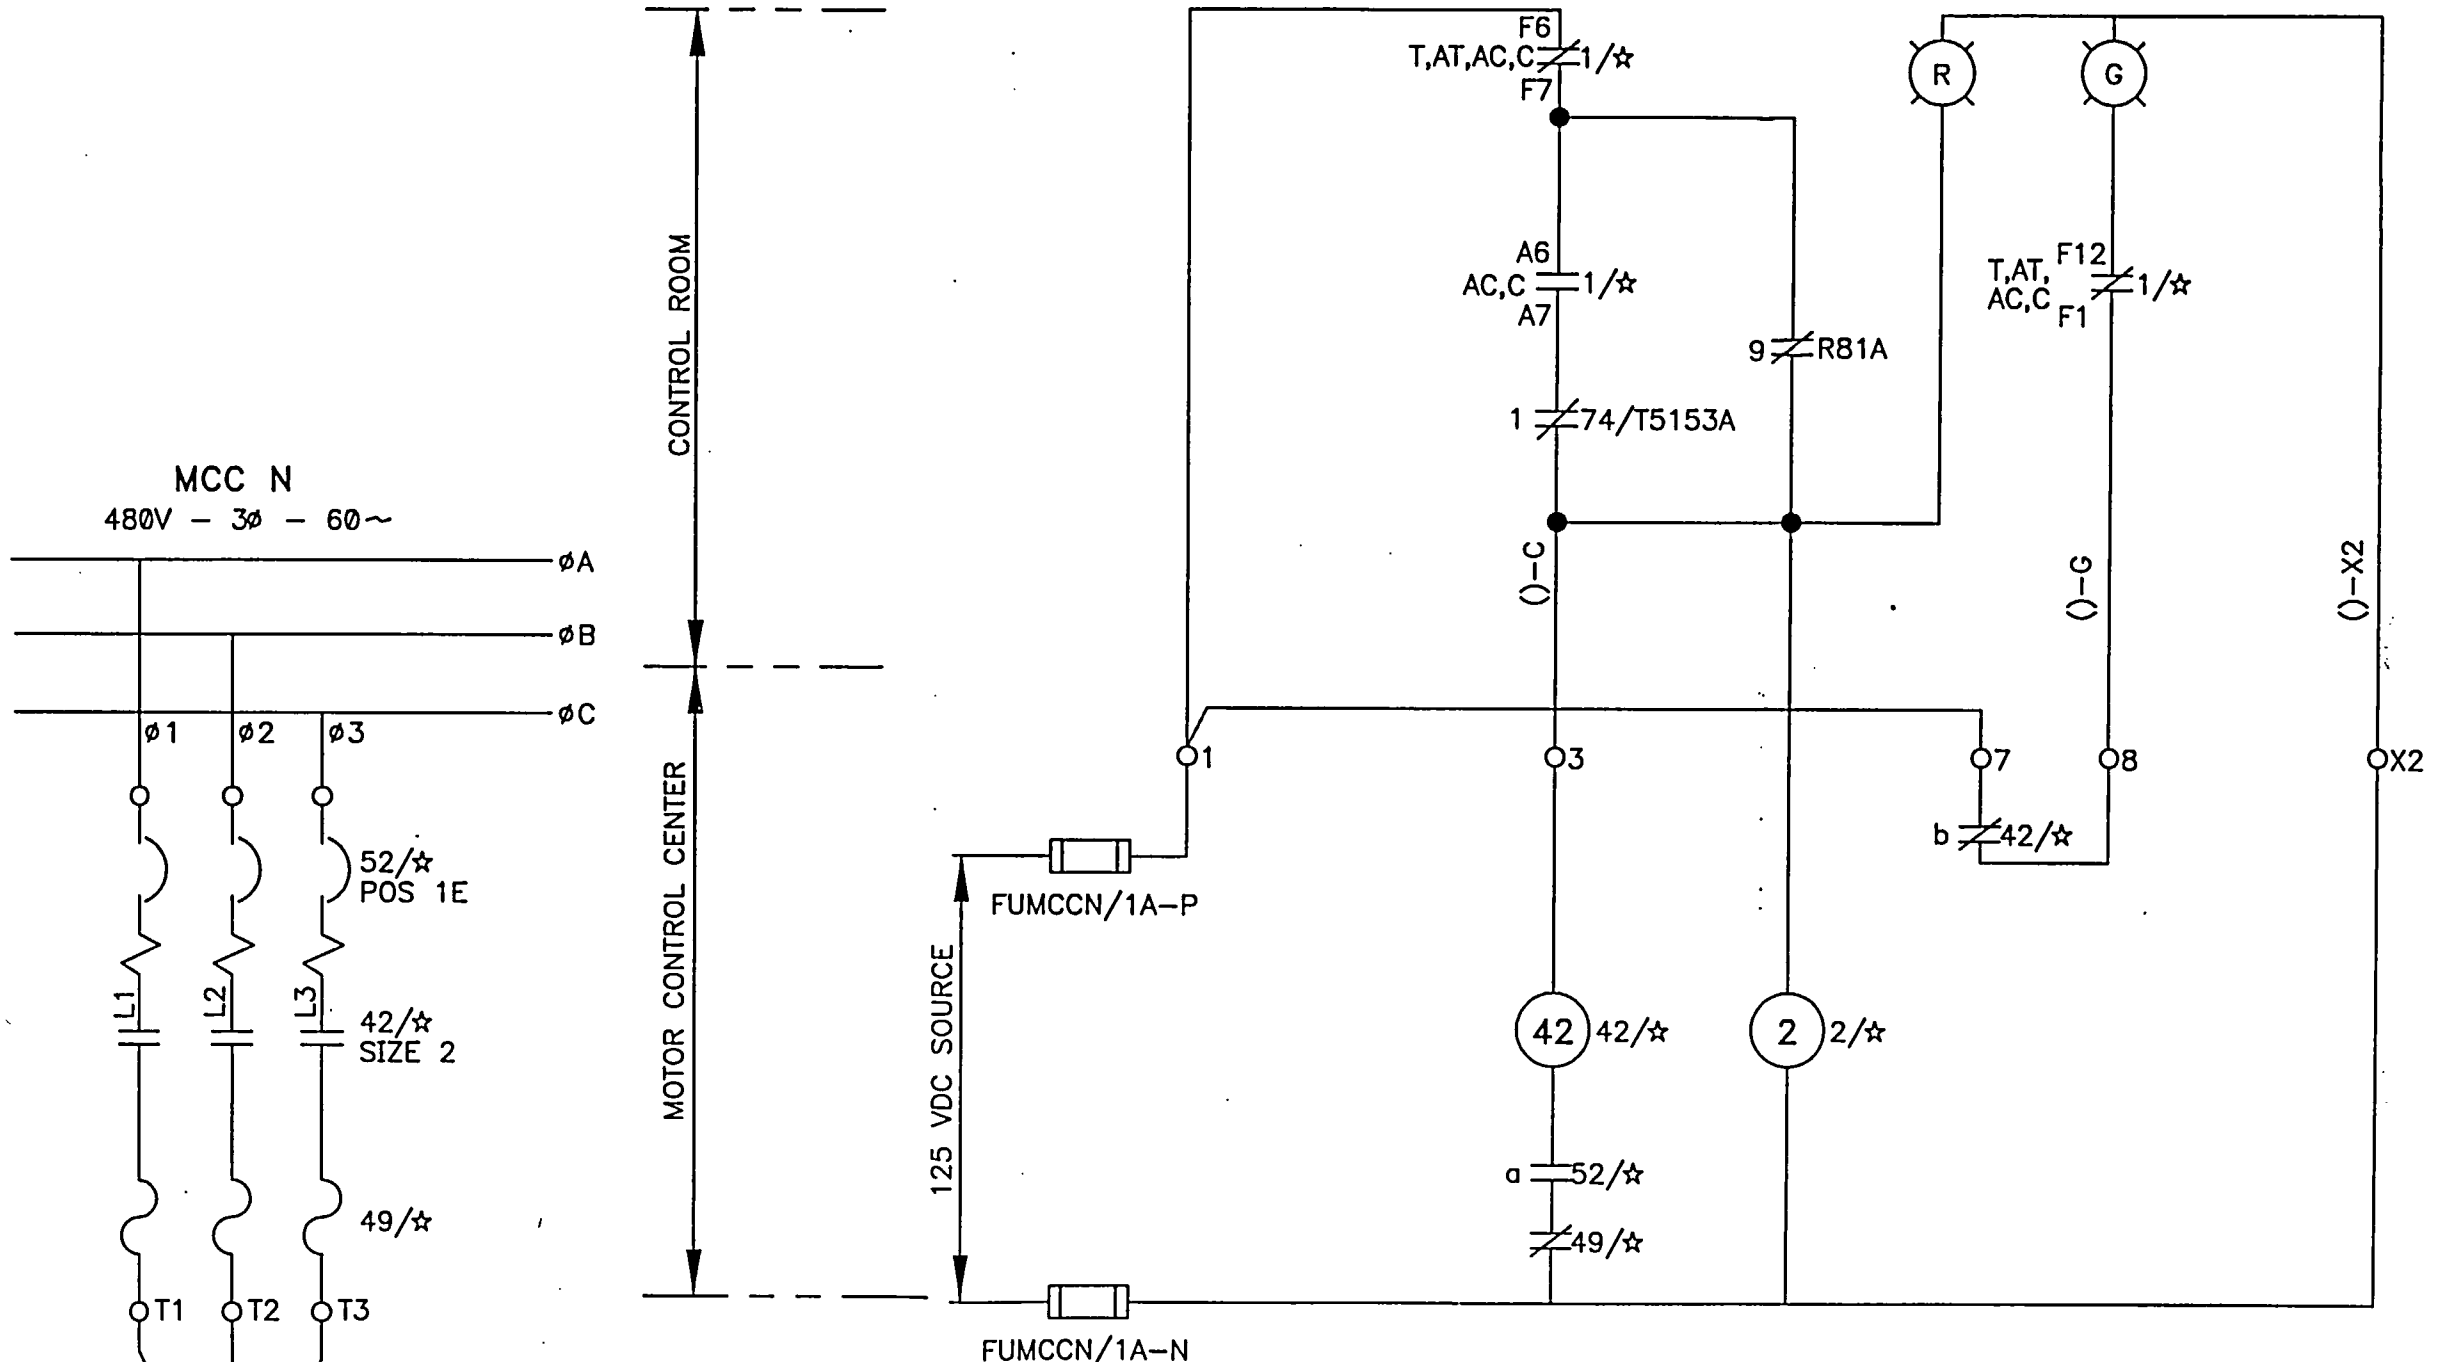 F6
T,AT,AC,C 1/☆
F7
R
G
A6
AC,C 1/☆
A7
F12
T,AT,
AC,C 1/☆
F1
9 R81A
1 74/T5153A
CONTROL ROOM
MCC N
480V – 3ø – 60~
øA
øB
øC
ø1
ø2
ø3
()-C
()-G
()-X2
1
3
7
8
X2
MOTOR CONTROL CENTER
52/☆
POS 1E
b 42/☆
FUMCCN/1A-P
125 VDC SOURCE
L1
L2
L3
42/☆
SIZE 2
42 42/☆
2 2/☆
a 52/☆
49/☆
49/☆
T1
T2
T3
FUMCCN/1A-N